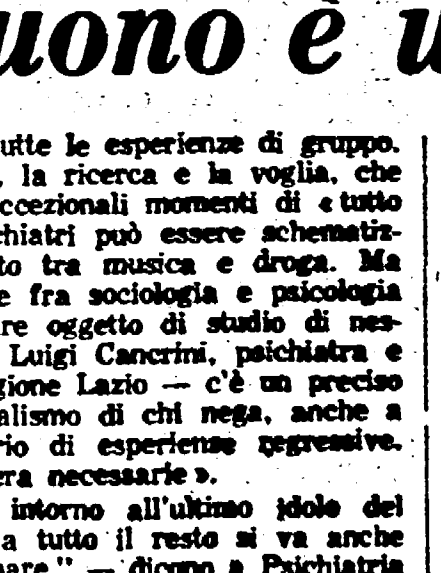 uono è u
utte le esperienze di gruppo.
, la ricerca e la voglia, che
ccezionali momenti di « tutto
chiatri può essere schematiz-
to tra musica e droga. Ma
e fra sociologia e psicologia
re oggetto di studio di nes-
Luigi Cancrini, psichiatra e
gione Lazio — c'è un preciso
alismo di chi nega, anche a
rio di esperienze regressive.
era necessarie ».
intorno all'ultimo idolo del
a tutto il resto si va anche
are" — dicono a Psichiatria